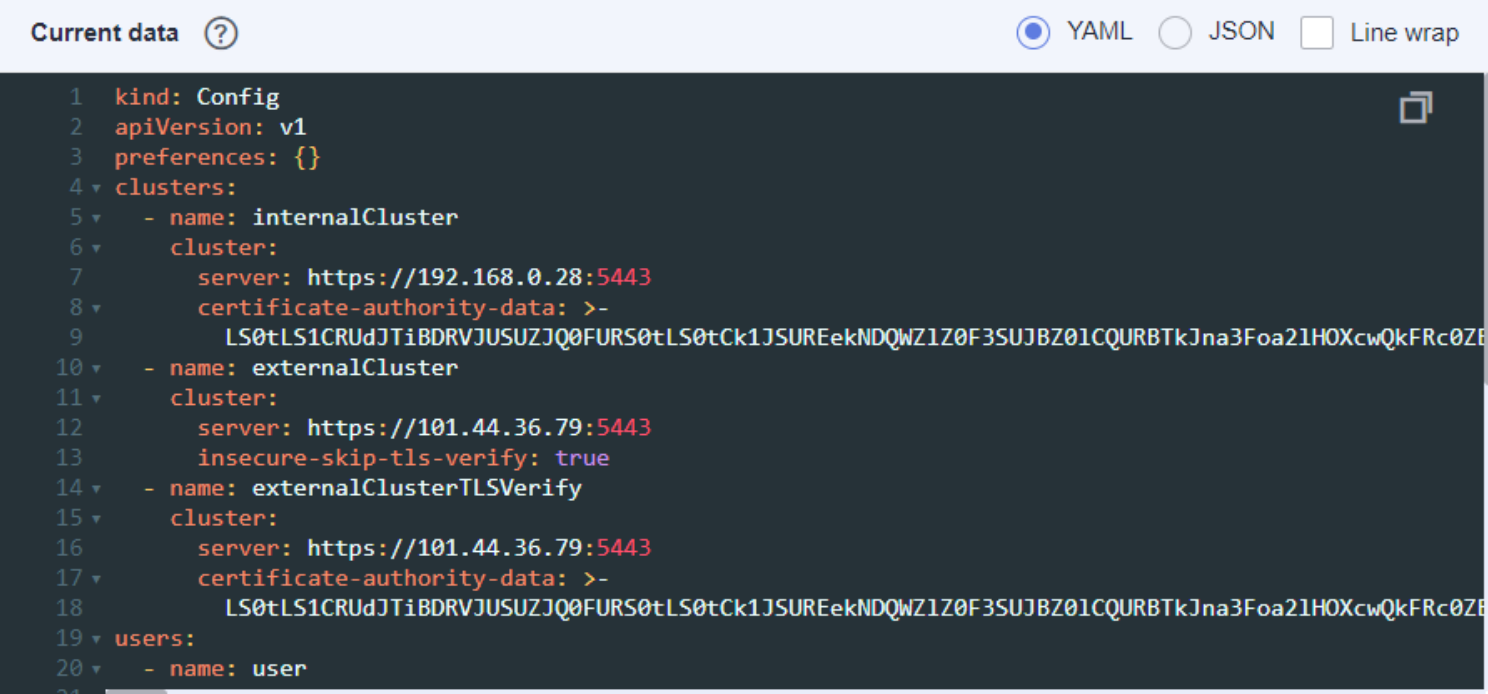 Current data ? YAML JSON Line wrap
1 kind: Config
2 apiVersion: v1
3 preferences: {}
4 clusters:
5 - name: internalCluster
6 cluster:
7 server: https://192.168.0.28:5443
8 certificate-authority-data: >-
9 LS0tLS1CRUdJTiBDRVJUSUZJQ0FURS0tLS0tCk1JSUREekNDQWZlZ0F3SUJBZ0lCQURBTkJna3Foa2lHOXcwQkFRc0ZE
10 - name: externalCluster
11 cluster:
12 server: https://101.44.36.79:5443
13 insecure-skip-tls-verify: true
14 - name: externalClusterTLSVerify
15 cluster:
16 server: https://101.44.36.79:5443
17 certificate-authority-data: >-
18 LS0tLS1CRUdJTiBDRVJUSUZJQ0FURS0tLS0tCk1JSUREekNDQWZlZ0F3SUJBZ0lCQURBTkJna3Foa2lHOXcwQkFRc0ZE
19 users:
20 - name: user